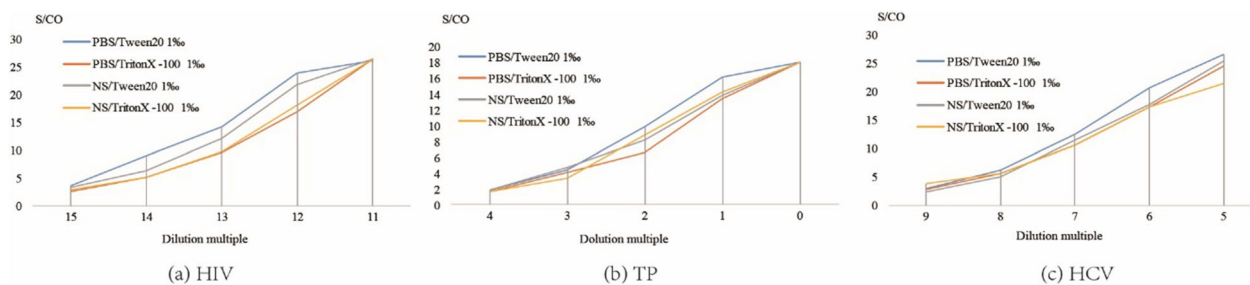 S/CO
30
25
20
15
10
5
0
PBS/Tween20 1‰
PBS/TritonX -100 1‰
NS/Tween20 1‰
NS/TritonX -100 1‰
15 14 13 12 11
Dilution multiple
(a) HIV
S/CO
20
18
16
14
12
10
8
6
4
2
0
PBS/Tween20 1‰
PBS/TritonX -100 1‰
NS/Tween20 1‰
NS/TritonX -100 1‰
4 3 2 1 0
Dolution multiple
(b) TP
S/CO
30
25
20
15
10
5
0
PBS/Tween20 1‰
PBS/TritonX -100 1‰
NS/Tween20 1‰
NS/TritonX -100 1‰
9 8 7 6 5
Dilution multiple
(c) HCV